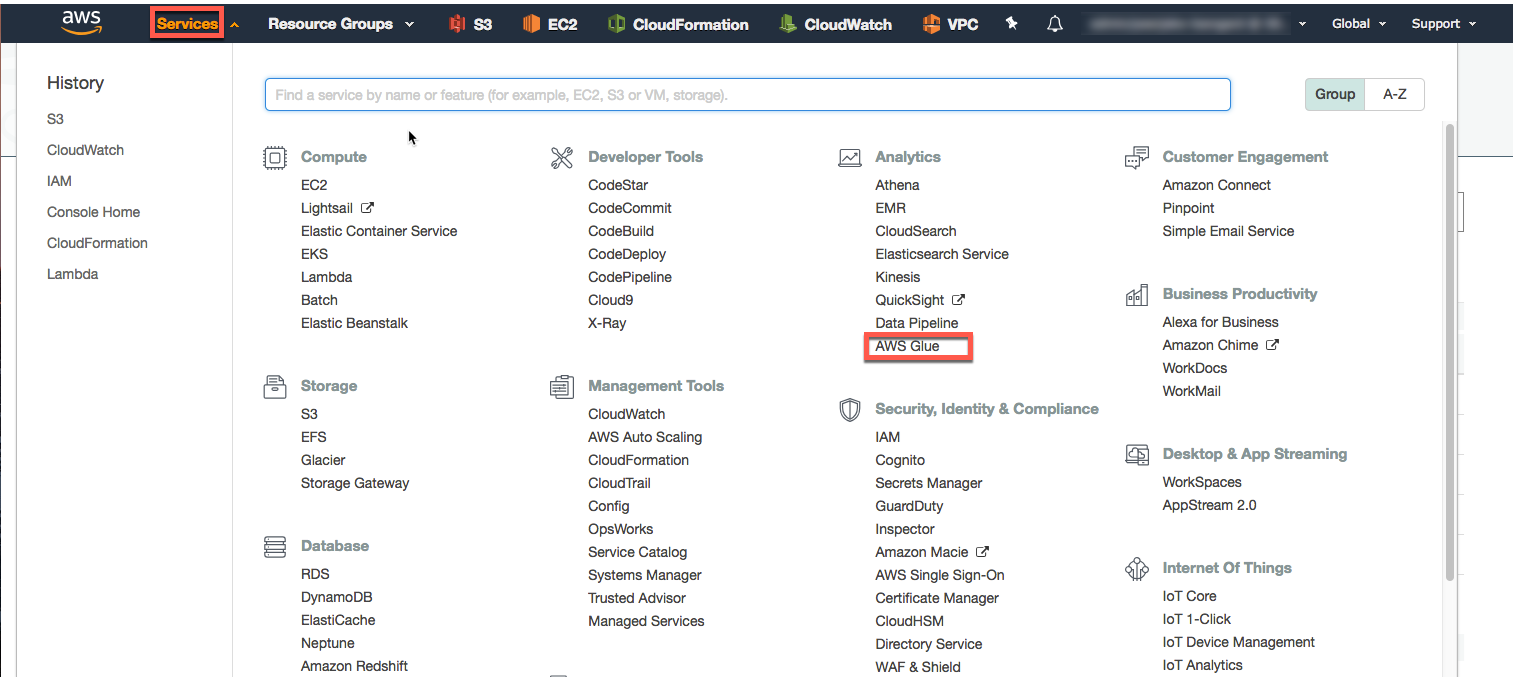 aws Services Resource Groups S3 EC2 CloudFormation CloudWatch VPC Global Support
History
S3
CloudWatch
IAM
Console Home
CloudFormation
Lambda
Find a service by name or feature (for example, EC2, S3 or VM, storage).
Group A-Z
Compute
EC2
Lightsail
Elastic Container Service
EKS
Lambda
Batch
Elastic Beanstalk
Storage
S3
EFS
Glacier
Storage Gateway
Database
RDS
DynamoDB
ElastiCache
Neptune
Amazon Redshift
Developer Tools
CodeStar
CodeCommit
CodeBuild
CodeDeploy
CodePipeline
Cloud9
X-Ray
Management Tools
CloudWatch
AWS Auto Scaling
CloudFormation
CloudTrail
Config
OpsWorks
Service Catalog
Systems Manager
Trusted Advisor
Managed Services
Analytics
Athena
EMR
CloudSearch
Elasticsearch Service
Kinesis
QuickSight
Data Pipeline
AWS Glue
Security, Identity & Compliance
IAM
Cognito
Secrets Manager
GuardDuty
Inspector
Amazon Macie
AWS Single Sign-On
Certificate Manager
CloudHSM
Directory Service
WAF & Shield
Customer Engagement
Amazon Connect
Pinpoint
Simple Email Service
Business Productivity
Alexa for Business
Amazon Chime
WorkDocs
WorkMail
Desktop & App Streaming
WorkSpaces
AppStream 2.0
Internet Of Things
IoT Core
IoT 1-Click
IoT Device Management
IoT Analytics